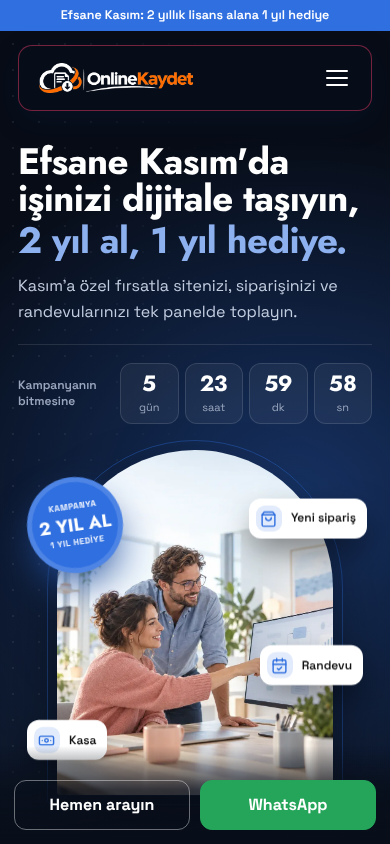 Efsane Kasım: 2 yıllık lisans alana 1 yıl hediye
OnlineKaydet
Efsane Kasım'da
işinizi dijitale taşıyın,
2 yıl al, 1 yıl hediye.
Kasım'a özel fırsatla sitenizi, siparişinizi ve
randevularınızı tek panelde toplayın.
Kampanyanın
bitmesine
5
gün
23
saat
59
dk
58
sn
KAMPANYA
2 YIL AL
1 YIL HEDİYE
Yeni sipariş
Randevu
Kasa
Hemen arayın
WhatsApp